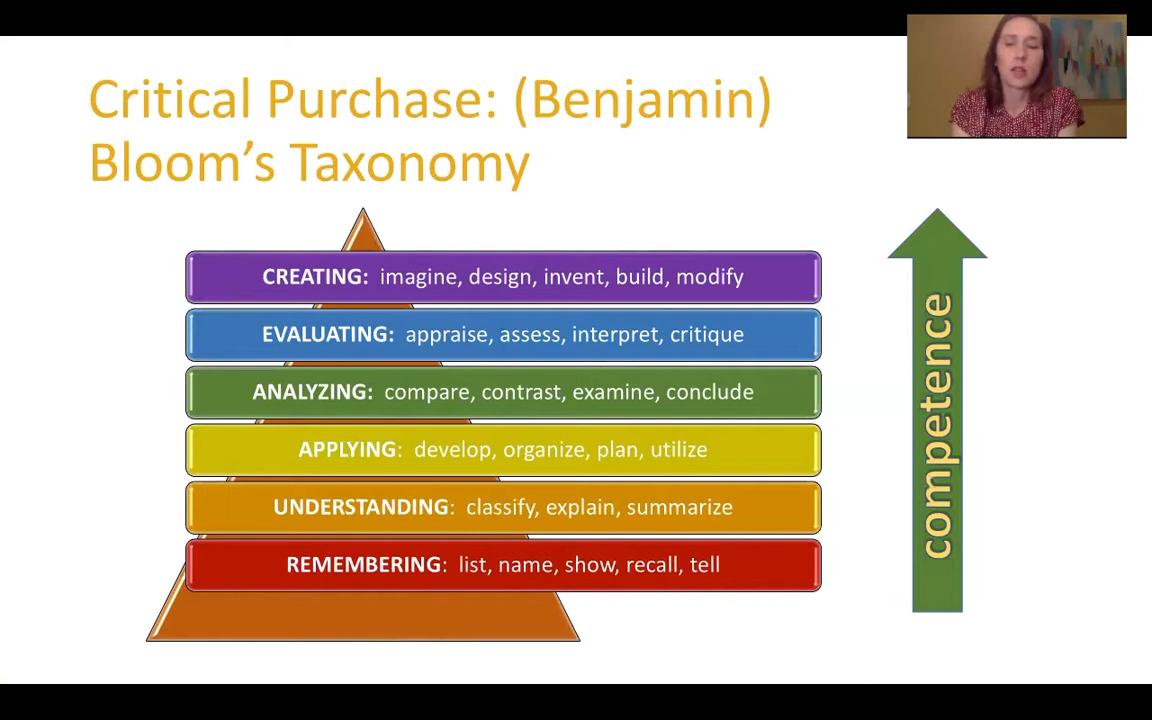 Critical Purchase: (Benjamin)
Bloom’s Taxonomy
CREATING: imagine, design, invent, build, modify
EVALUATING: appraise, assess, interpret, critique
ANALYZING: compare, contrast, examine, conclude
APPLYING: develop, organize, plan, utilize
UNDERSTANDING: classify, explain, summarize
REMEMBERING: list, name, show, recall, tell
competence